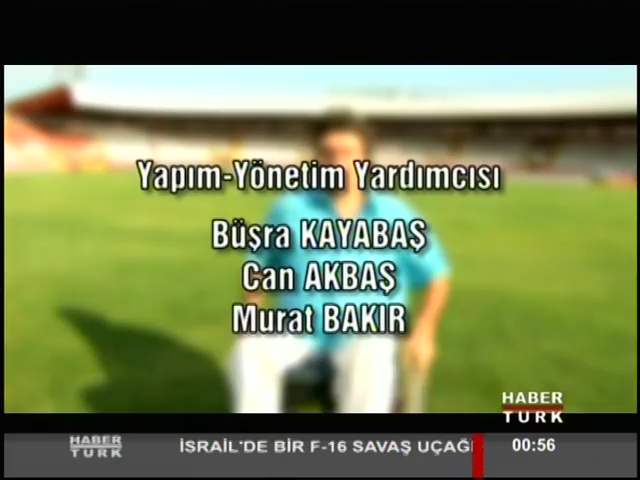 Yapım-Yönetim Yardımcısı
Büşra KAYABAŞ
Can AKBAŞ
Murat BAKIR
HABER
TURK
HABER
TURK
İSRAİL'DE BİR F-16 SAVAŞ UÇAĞI
00:56